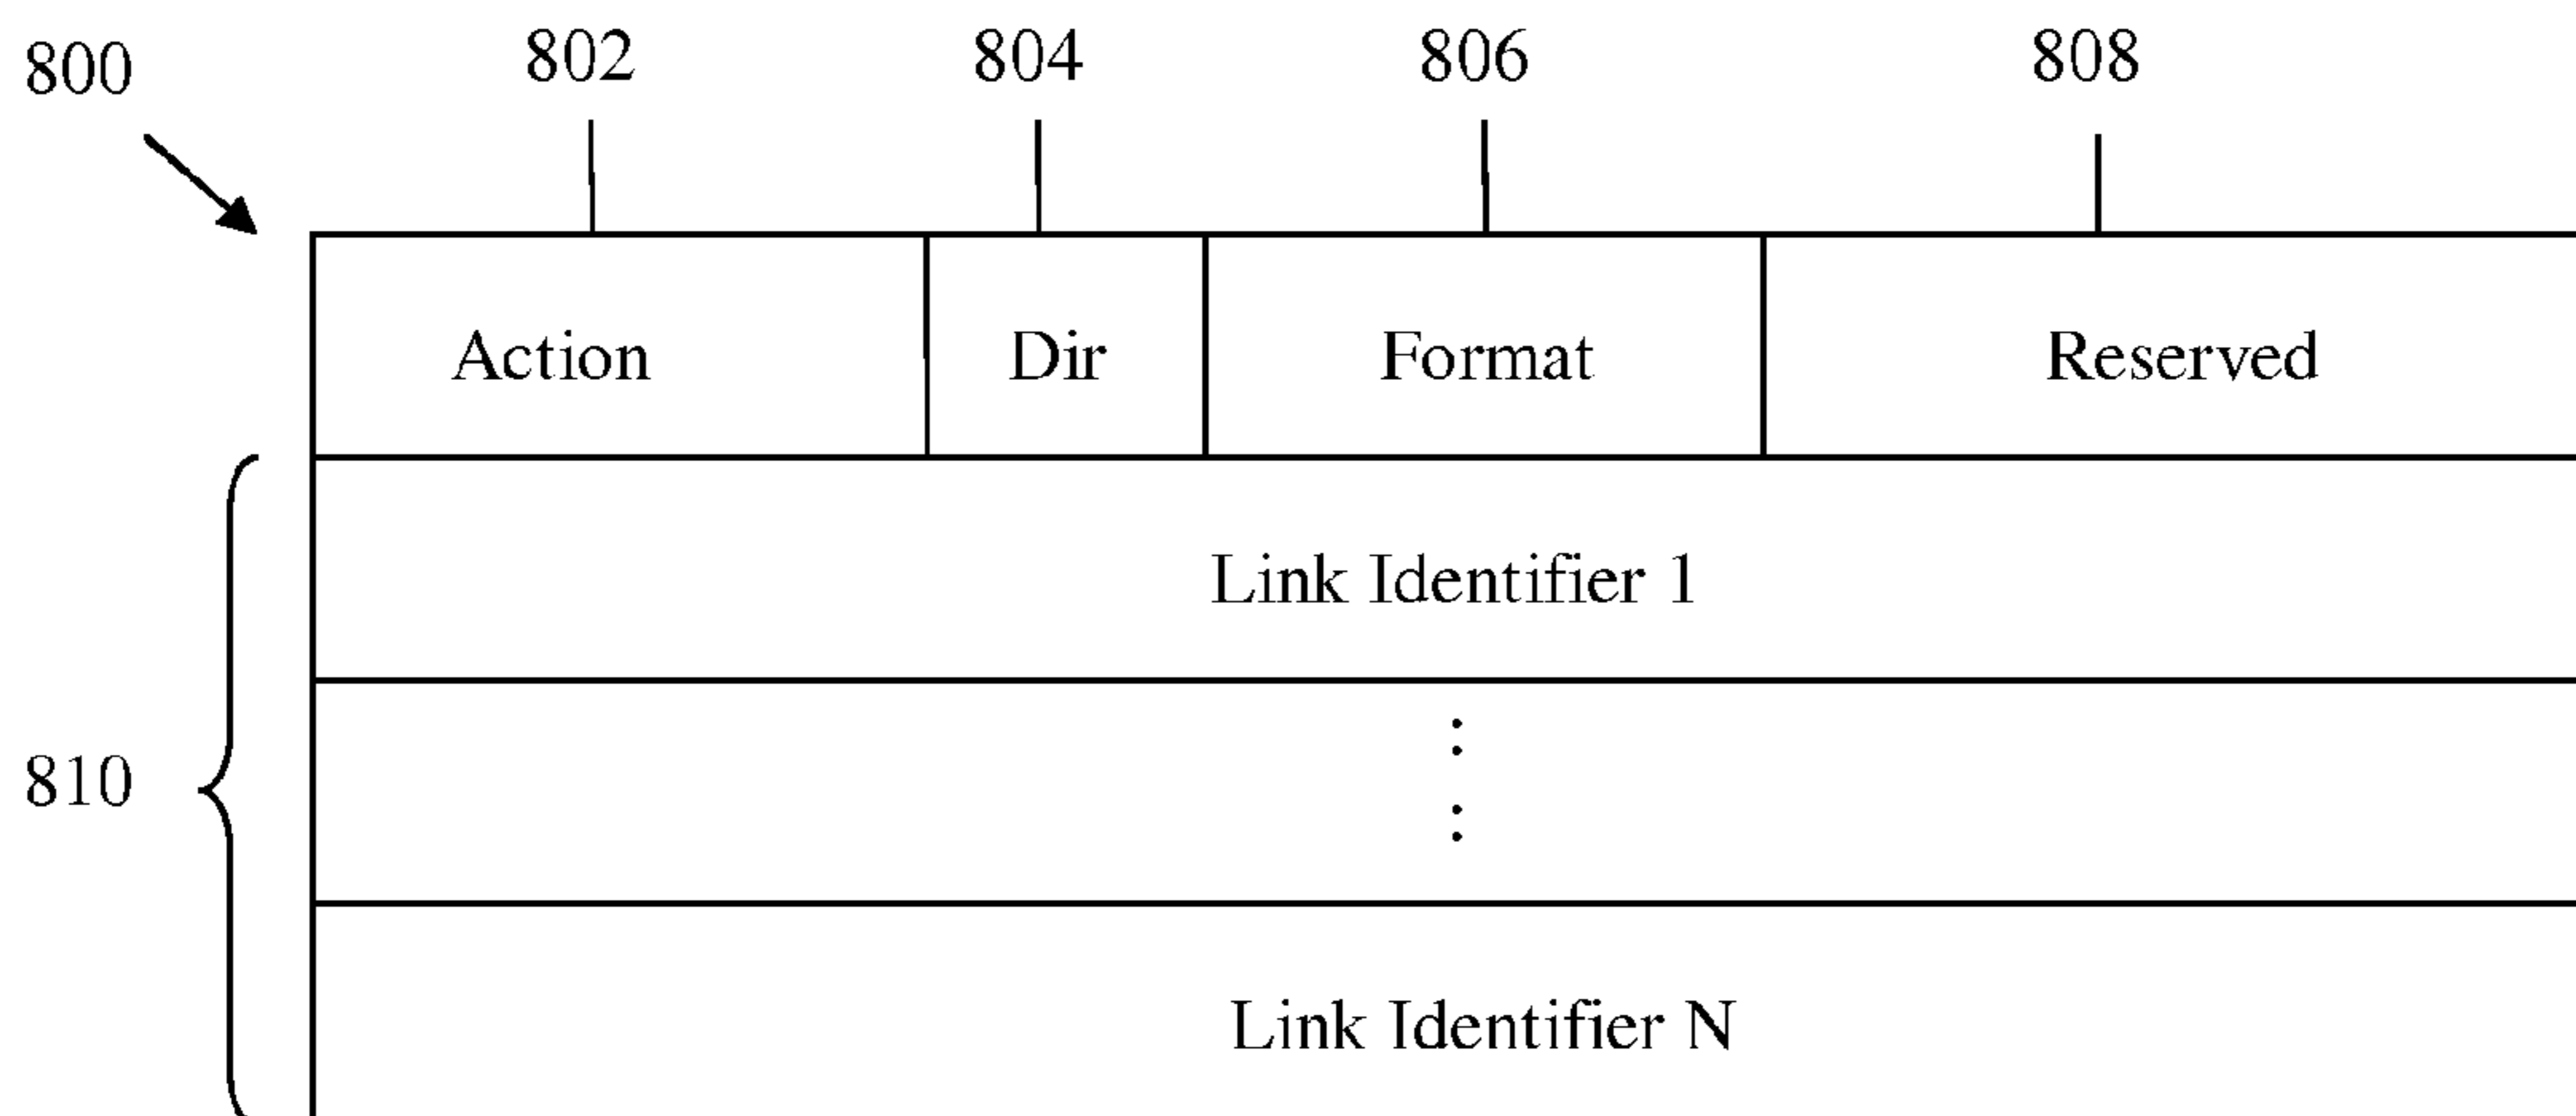 800 802 804 806 808
Action Dir Format Reserved
Link Identifier 1
810
Link Identifier N